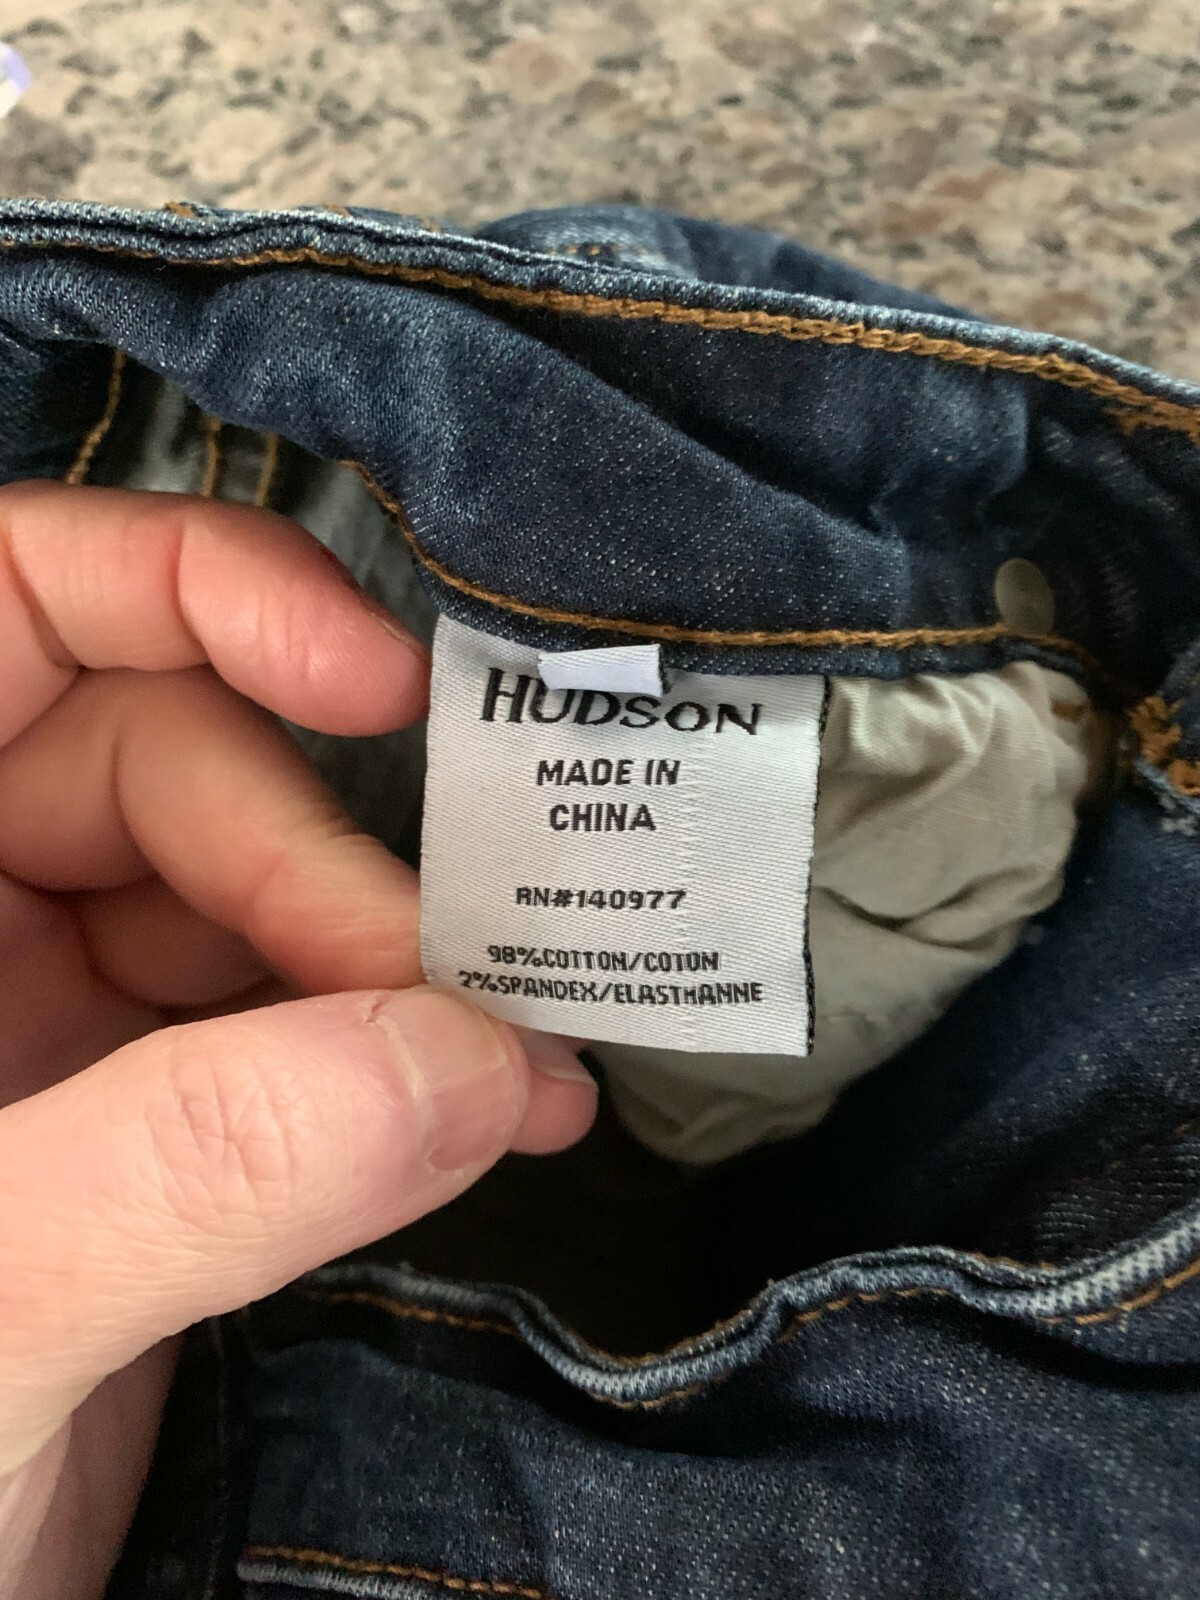 HUDSON
MADE IN
CHINA
RN#140977
98%COTTON/COTON
2%SPANDEX/ELASTHANNE